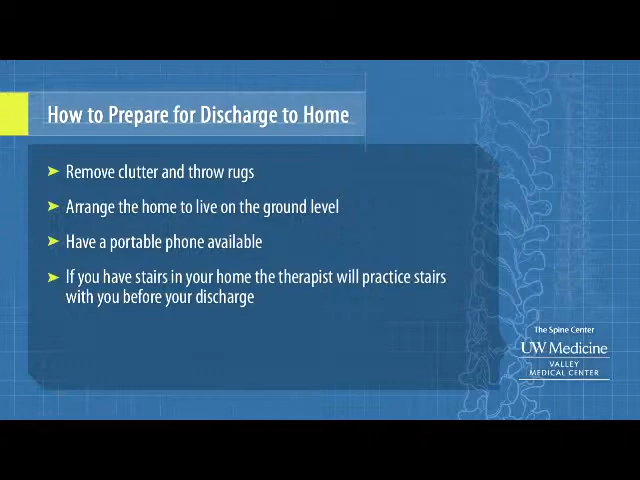 How to Prepare for Discharge to Home
➤ Remove clutter and throw rugs
➤ Arrange the home to live on the ground level
➤ Have a portable phone available
➤ If you have stairs in your home the therapist will practice stairs
with you before your discharge
The Spine Center
UW Medicine
VALLEY
MEDICAL CENTER